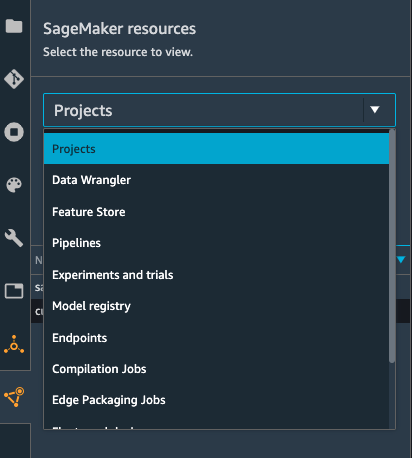 SageMaker resources
Select the resource to view.
Projects
Projects
Data Wrangler
Feature Store
Pipelines
Experiments and trials
Model registry
Endpoints
Compilation Jobs
Edge Packaging Jobs